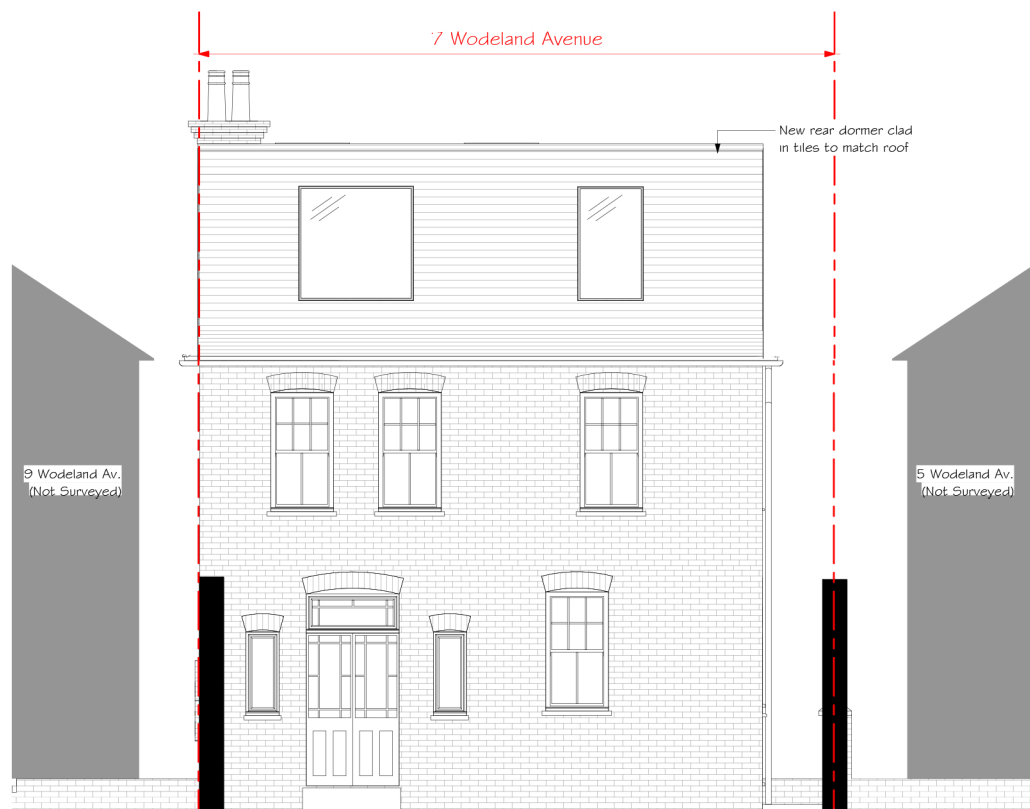 7 Wodeland Avenue
New rear dormer clad
in tiles to match roof
9 Wodeland Av.
(Not Surveyed)
5 Wodeland Av.
(Not Surveyed)